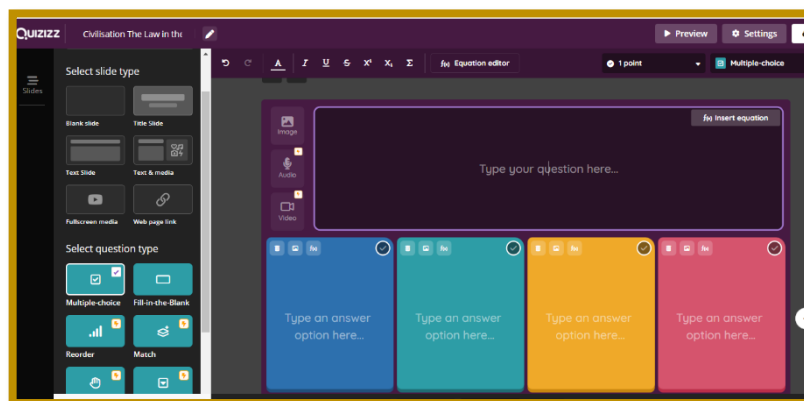 QUIZIZZ
Civilisation The Law in the
Preview
Settings
Slides
Select slide type
Blank slide
Title Slide
Text Slide
Text & media
Fullscreen media
Web page link
Select question type
Multiple-choice
Fill-in-the-Blank
Reorder
Match
A I U S X² X₁ Σ
f(x) Equation editor
1 point
Multiple-choice
Image
Audio
Video
f(x) Insert equation
Type your question here...
Type an answer
option here...
Type an answer
option here...
Type an answer
option here...
Type an answer
option here...